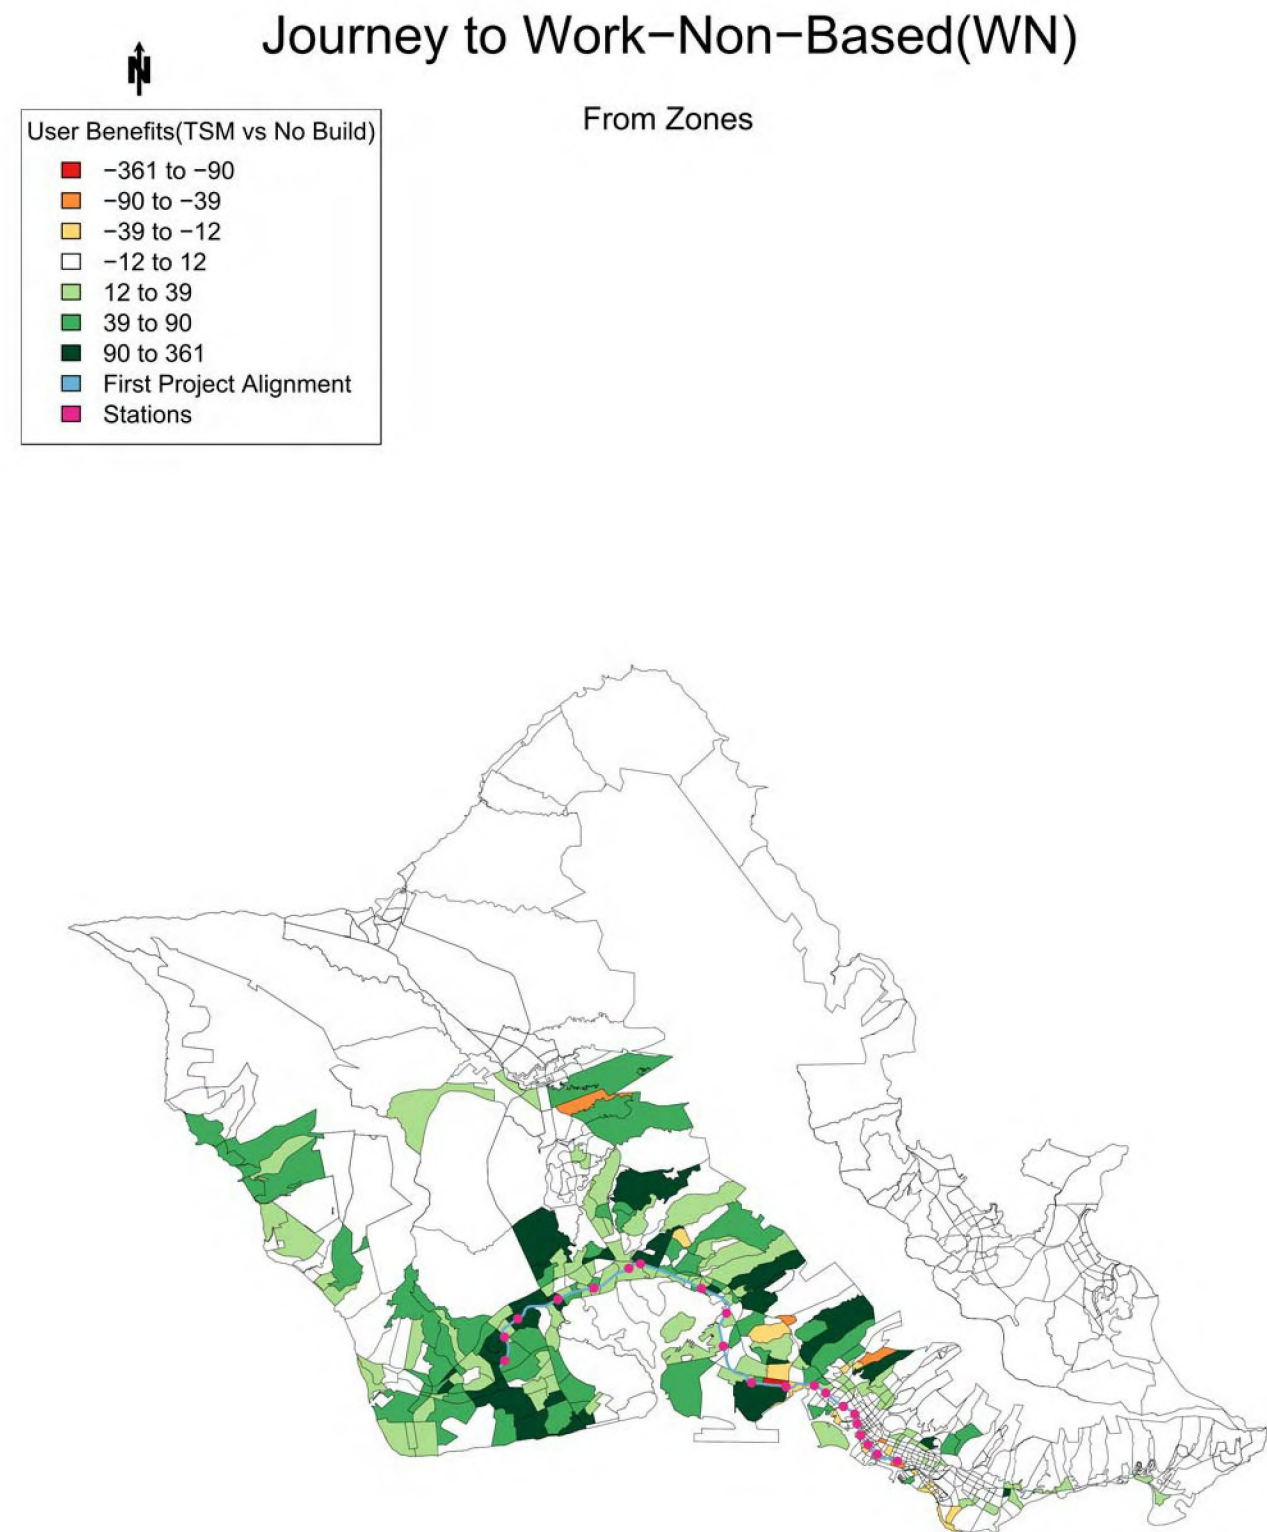 Journey to Work−Non−Based(WN)
N
From Zones
User Benefits(TSM vs No Build)
−361 to −90
−90 to −39
−39 to −12
−12 to 12
12 to 39
39 to 90
90 to 361
First Project Alignment
Stations